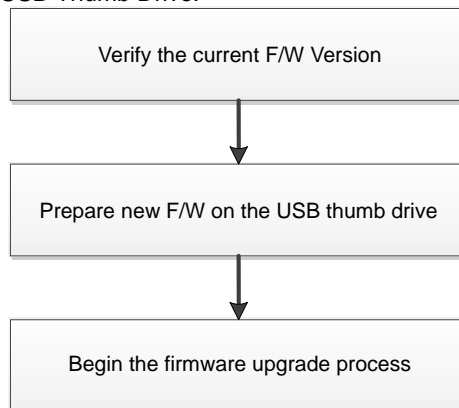 USB Thumb Drive.
Verify the current F/W Version
Prepare new F/W on the USB thumb drive
Begin the firmware upgrade process